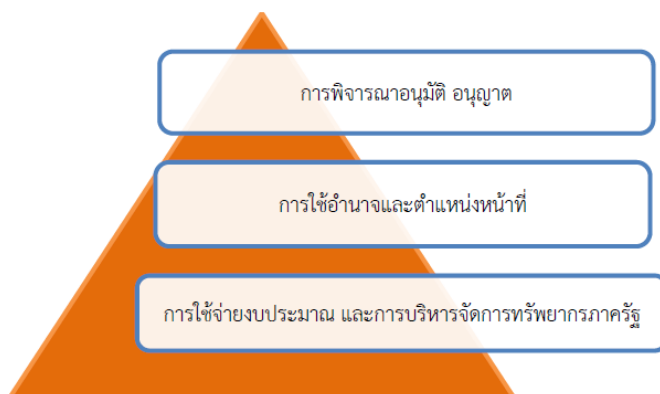 การพิจารณาอนุมัติ อนุญาต
การใช้อำนาจและตำแหน่งหน้าที่
การใช้จ่ายงบประมาณ และการบริหารจัดการทรัพยากรภาครัฐ